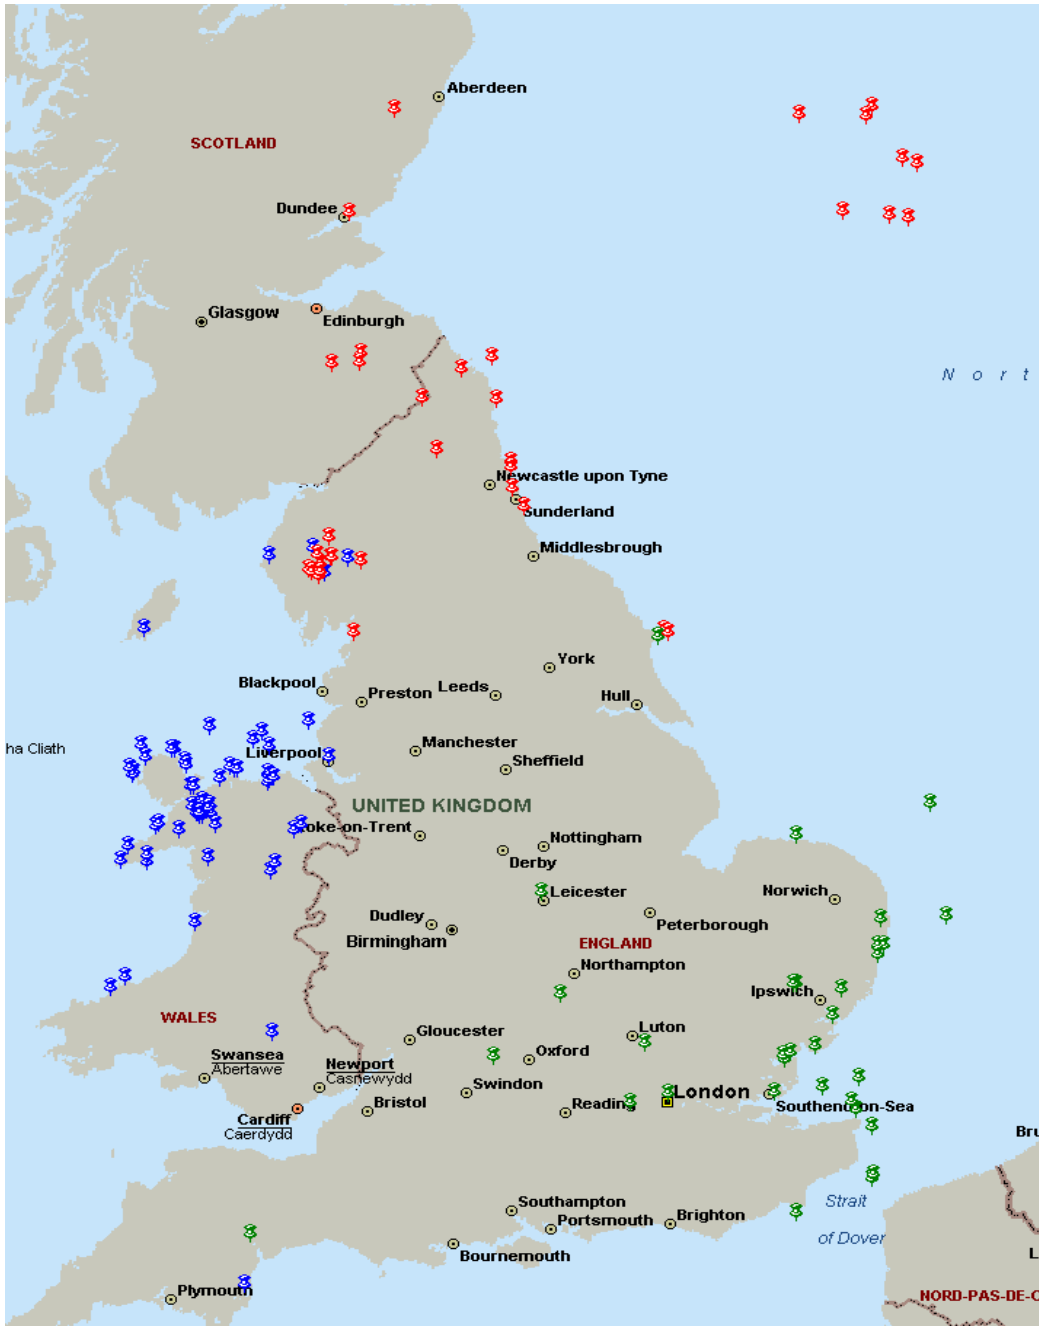 Aberdeen
SCOTLAND
Dundee
Glasgow
Edinburgh
N o r t
Newcastle upon Tyne
Sunderland
Middlesbrough
York
Blackpool
Preston
Leeds
Hull
ha Cliath
Liverpool
Manchester
Sheffield
UNITED KINGDOM
oke-on-Trent
Nottingham
Derby
Leicester
Norwich
Dudley
Peterborough
Birmingham
ENGLAND
Northampton
Ipswich
WALES
Gloucester
Luton
Swansea
Abertawe
Newport
Casnewydd
Oxford
Swindon
London
Cardiff
Caerdydd
Bristol
Reading
Southend-on-Sea
Bru
Southampton
Portsmouth
Brighton
Strait
of Dover
Bournemouth
L
Plymouth
NORD-PAS-DE-C